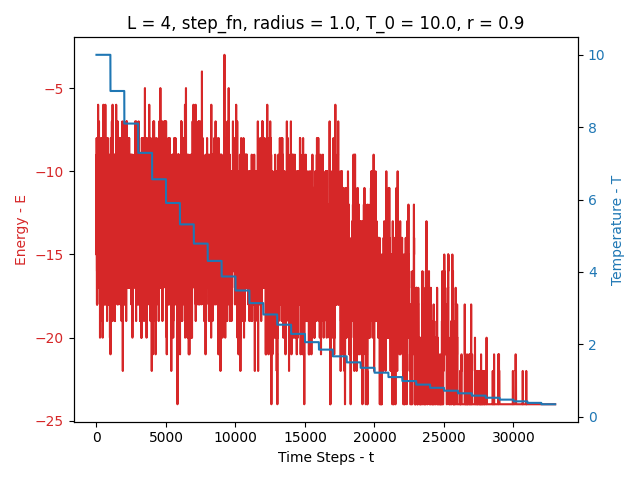 L = 4, step_fn, radius = 1.0, T_0 = 10.0, r = 0.9
Energy - E
−5
−10
−15
−20
−25
10
8
6
4
2
0
Temperature - T
0 5000 10000 15000 20000 25000 30000
Time Steps - t